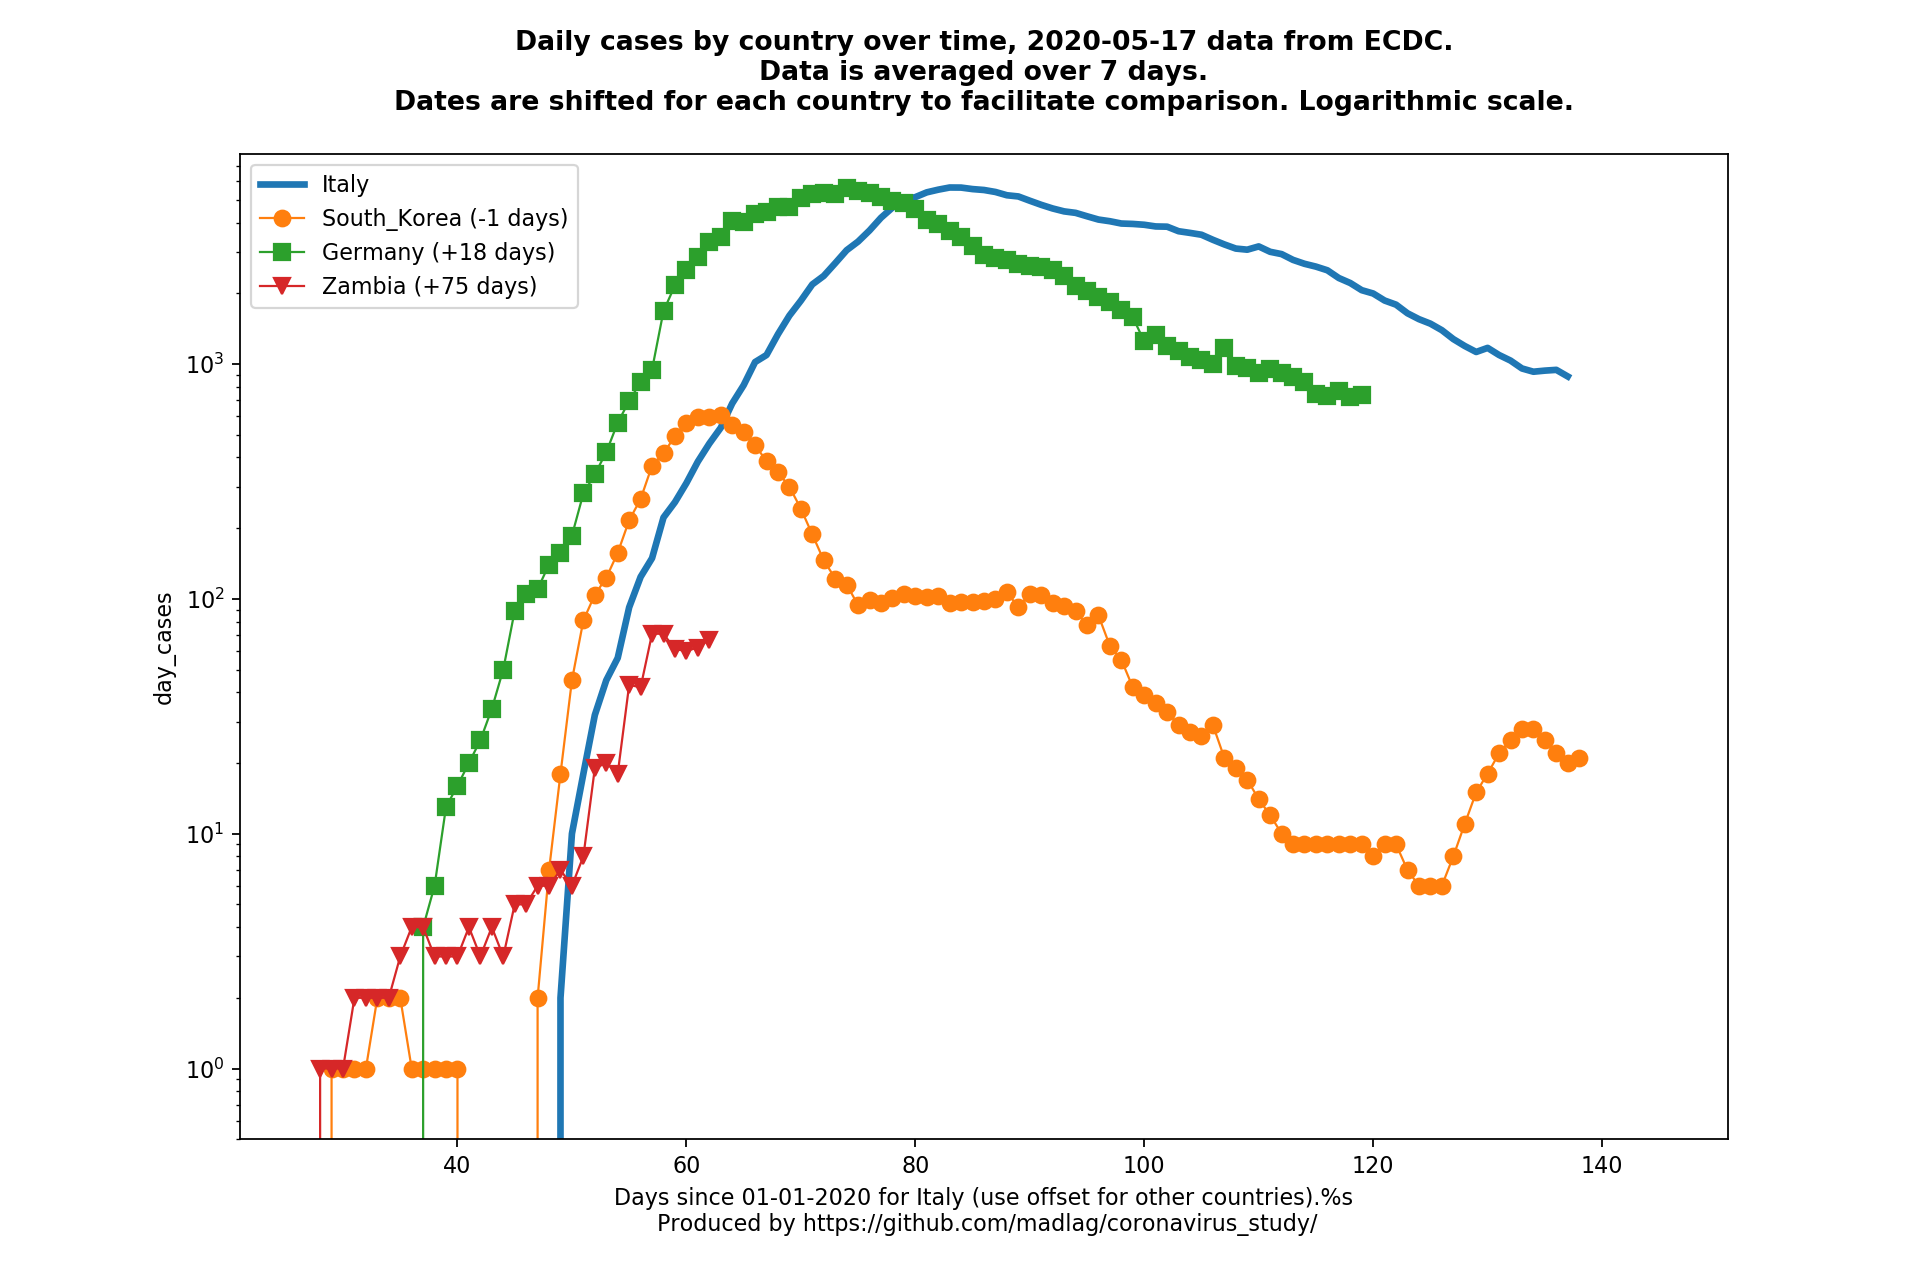 Daily cases by country over time, 2020-05-17 data from ECDC.
Data is averaged over 7 days.
Dates are shifted for each country to facilitate comparison. Logarithmic scale.
Italy
South_Korea (-1 days)
Germany (+18 days)
Zambia (+75 days)
10³
10²
10¹
10⁰
day_cases
40 60 80 100 120 140
Days since 01-01-2020 for Italy (use offset for other countries).%s
Produced by https://github.com/madlag/coronavirus_study/